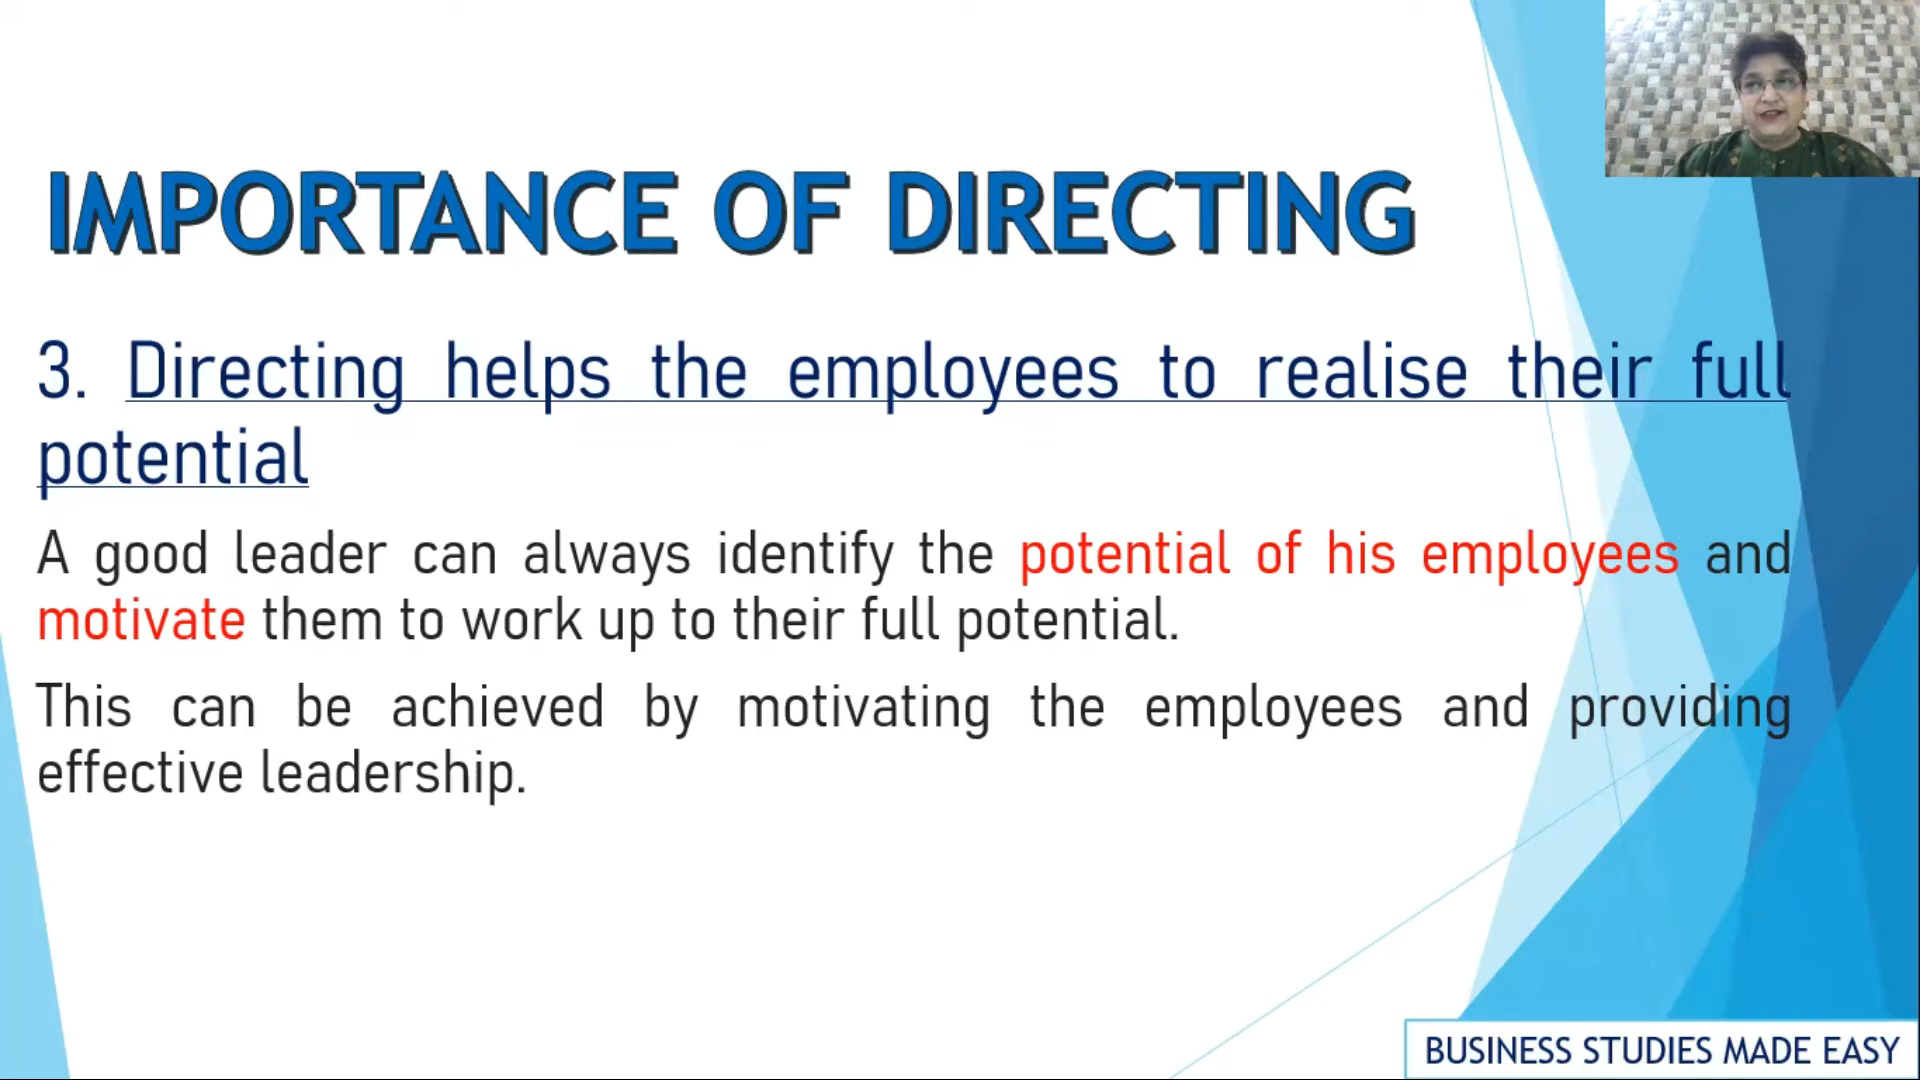 IMPORTANCE OF DIRECTING
3. Directing helps the employees to realise their full
potential
A good leader can always identify the potential of his employees and
motivate them to work up to their full potential.
This can be achieved by motivating the employees and providing
effective leadership.
BUSINESS STUDIES MADE EASY